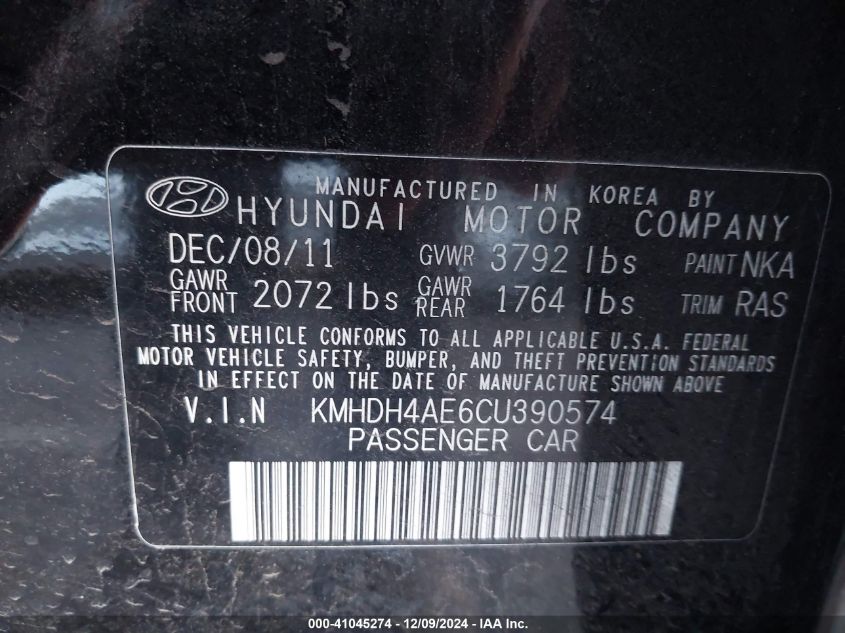 MANUFACTURED IN KOREA BY
HYUNDAI MOTOR COMPANY
DEC/08/11 GVWR 3792 lbs PAINT NKA
GAWR FRONT 2072 lbs GAWR REAR 1764 lbs TRIM RAS
THIS VEHICLE CONFORMS TO ALL APPLICABLE U.S.A. FEDERAL
MOTOR VEHICLE SAFETY, BUMPER, AND THEFT PREVENTION STANDARDS
IN EFFECT ON THE DATE OF MANUFACTURE SHOWN ABOVE
V.I.N KMHDH4AE6CU390574
PASSENGER CAR
000-41045274 - 12/09/2024 - IAA Inc.